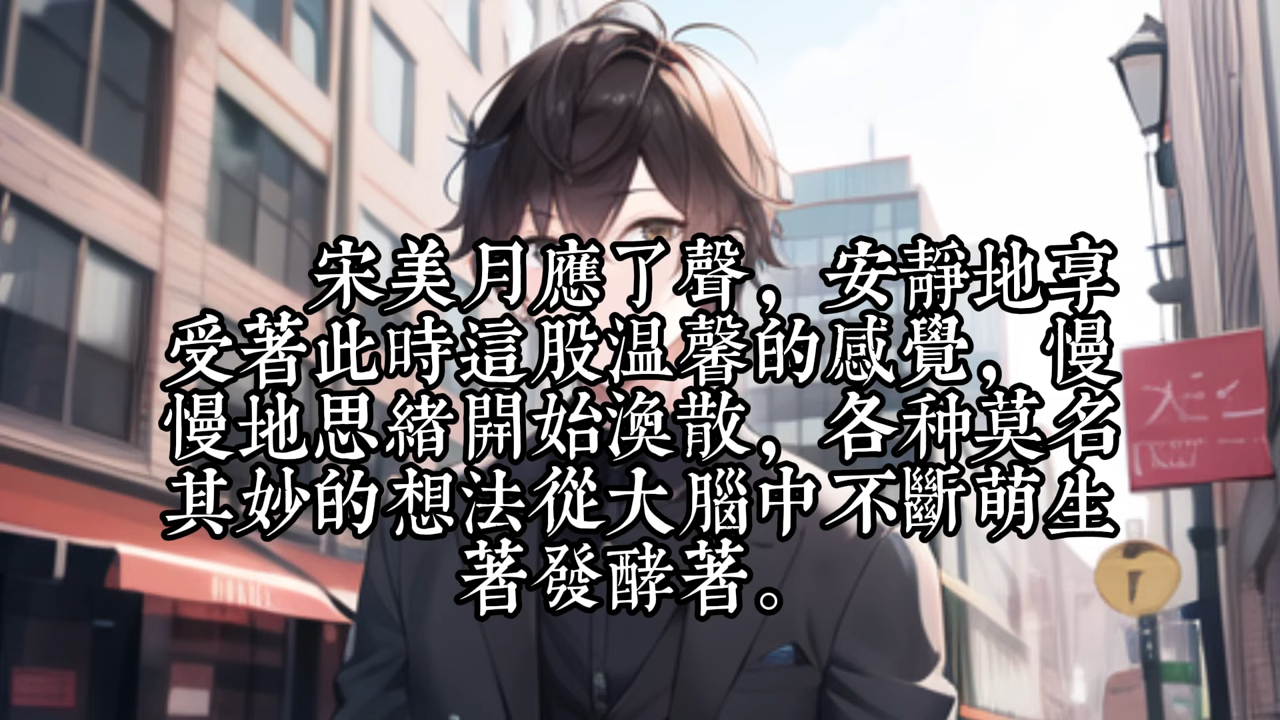 宋美月應了聲，安靜地享
受著此時這股温馨的感覺，慢
慢地思緒開始渙散，各种莫名
其妙的想法從大腦中不斷萌生
著發酵著。